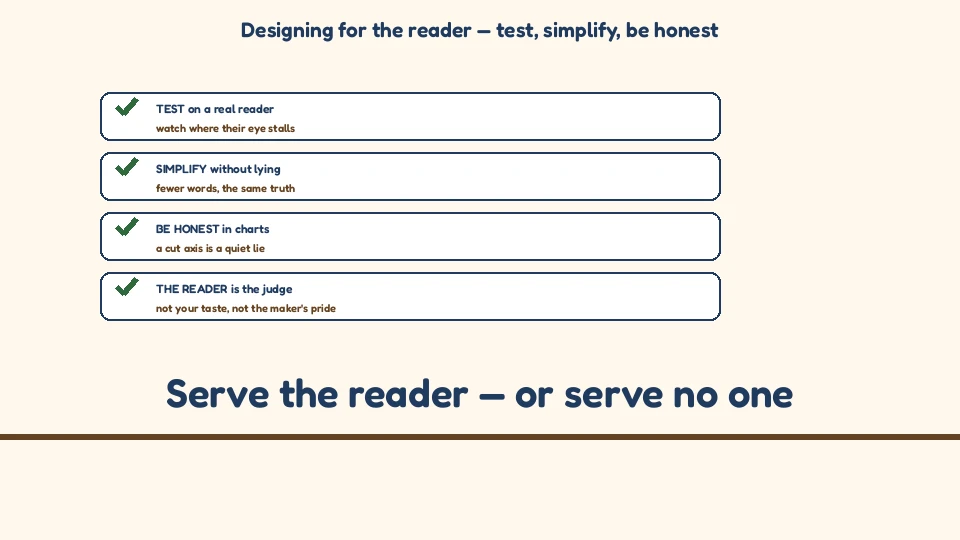 Designing for the reader — test, simplify, be honest
TEST on a real reader
watch where their eye stalls
SIMPLIFY without lying
fewer words, the same truth
BE HONEST in charts
a cut axis is a quiet lie
THE READER is the judge
not your taste, not the maker's pride
Serve the reader — or serve no one